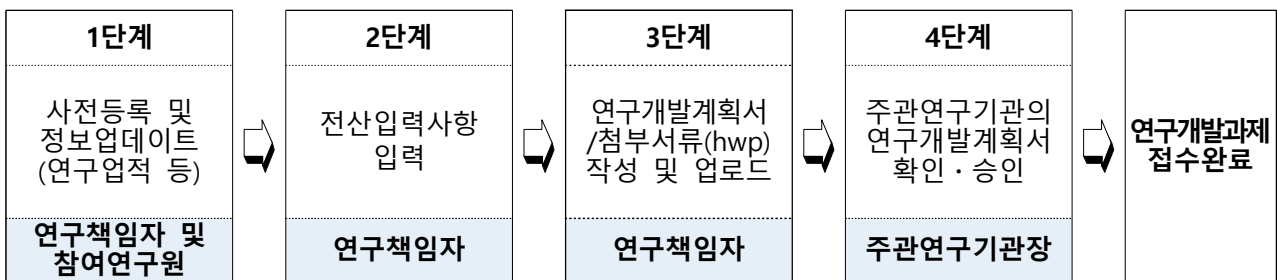 1단계
사전등록 및
정보업데이트
(연구업적 등)
연구책임자 및
참여연구원
2단계
전산입력사항
입력
연구책임자
3단계
연구개발계획서
/첨부서류(hwp)
작성 및 업로드
연구책임자
4단계
주관연구기관의
연구개발계획서
확인・승인
주관연구기관장
연구개발과제
접수완료